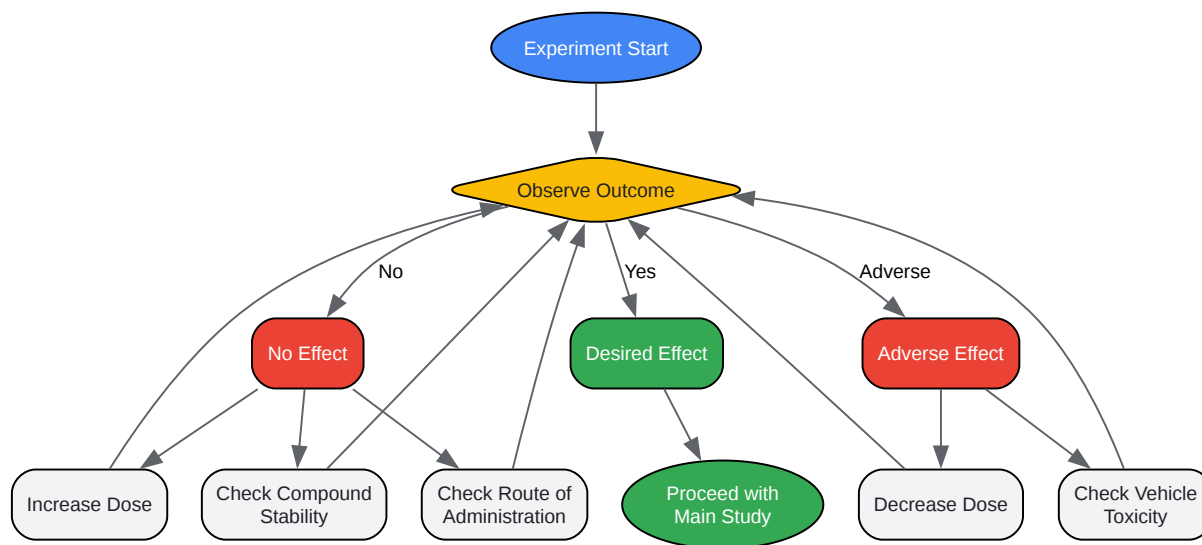 Experiment Start
Observe Outcome
No
Yes
Adverse
No Effect
Desired Effect
Adverse Effect
Increase Dose
Check Compound
Stability
Check Route of
Administration
Proceed with
Main Study
Decrease Dose
Check Vehicle
Toxicity